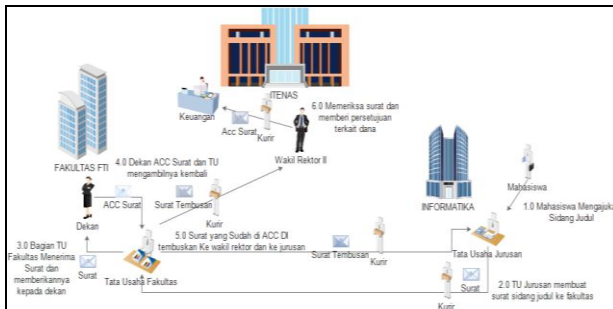 ITENAS
Keuangan
Acc Surat
Kurir
6.0 Memeriksa surat dan
memberi persetujuan
terkait dana
Wakil Rektor II
FAKULTAS FTI
4.0 Dekan ACC Surat dan TU
mengambilnya kembali
ACC Surat
Surat Tembusan
Kurir
Dekan
INFORMATIKA
Mahasiswa
1.0 Mahasiswa Mengajuka
Sidang Judul
3.0 Bagian TU
Fakultas Menerima
Surat dan
memberikannya
kepada dekan
Surat
Tata Usaha Fakultas
5.0 Surat yang Sudah di ACC DI
tembuskan Ke wakil rektor dan ke jurusan
Surat Tembusan
Kurir
Tata Usaha Jurusan
Kurir
Surat
2.0 TU Jurusan membuat
surat sidang judul ke fakultas